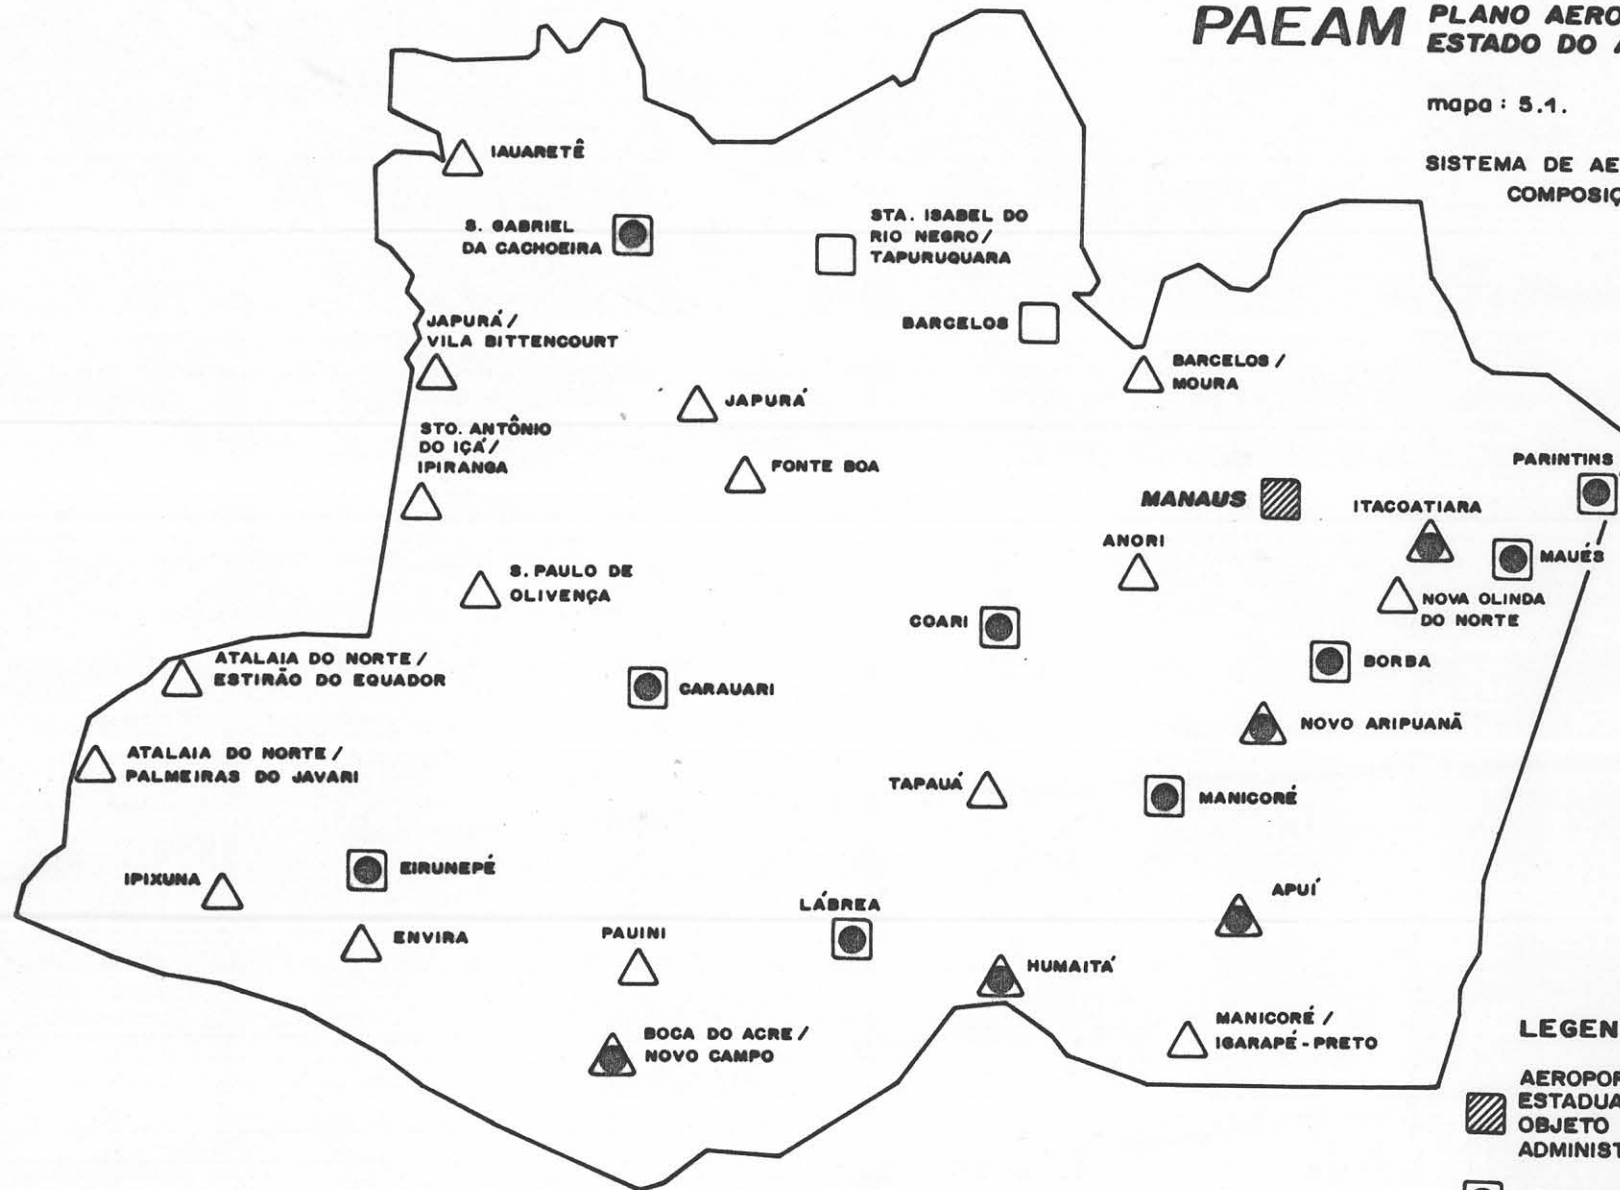 PAEAM
PLANO AERO
ESTADO DO A
mapa : 5.1.
SISTEMA DE AE
COMPOSIÇ
IAUARETÊ
S. GABRIEL
DA CACHOEIRA
STA. ISABEL DO
RIO NEGRO /
TAPURUQUARA
BARCELOS
JAPURÁ /
VILA BITTENCOURT
BARCELOS /
MOURA
JAPURÁ
STO. ANTÔNIO
DO IÇÁ /
IPIRANGA
FONTE BOA
PARINTINS
MANAUS
ITACOATIARA
ANORI
MAUÉS
S. PAULO DE
OLIVENÇA
NOVA OLINDA
DO NORTE
COARI
ATALAIA DO NORTE /
ESTIRÃO DO EQUADOR
BORBA
CARAUARI
NOVO ARIPUANÃ
ATALAIA DO NORTE /
PALMEIRAS DO JAVARI
TAPAUÁ
MANICORÉ
EIRUNEPÉ
IPIXUNA
APUÍ
LÁBREA
ENVIRA
PAUINI
HUMAITÁ
MANICORÉ /
IGARAPÉ - PRETO
BOCA DO ACRE /
NOVO CAMPO
LEGEN
AEROPOR
ESTADUA
OBJETO
ADMINIST